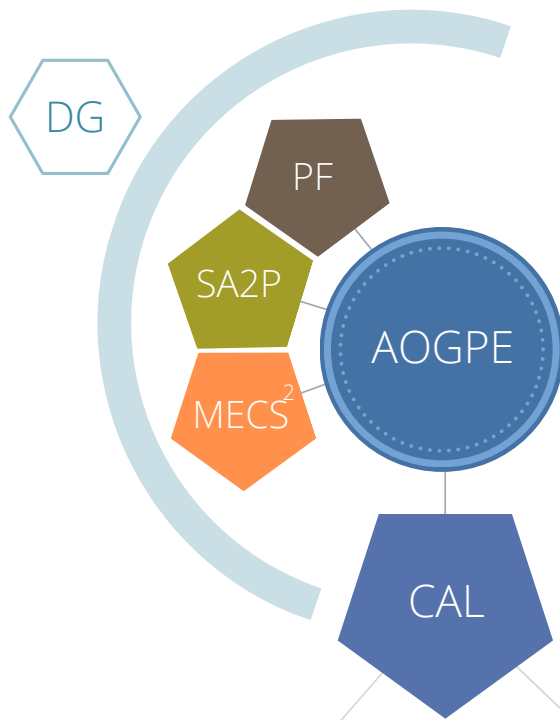 DG
PF
SA2P
AOGPE
MECS²
CAL